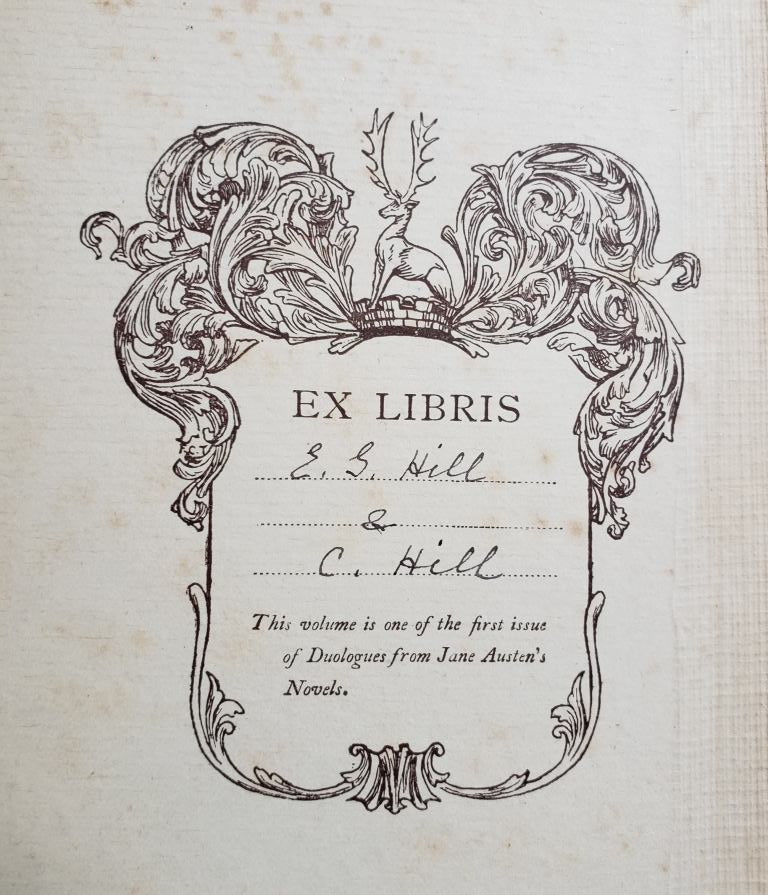 EX LIBRIS
E. G. Hill
&
C. Hill
This volume is one of the first issue
of Duologues from Jane Austen's
Novels.